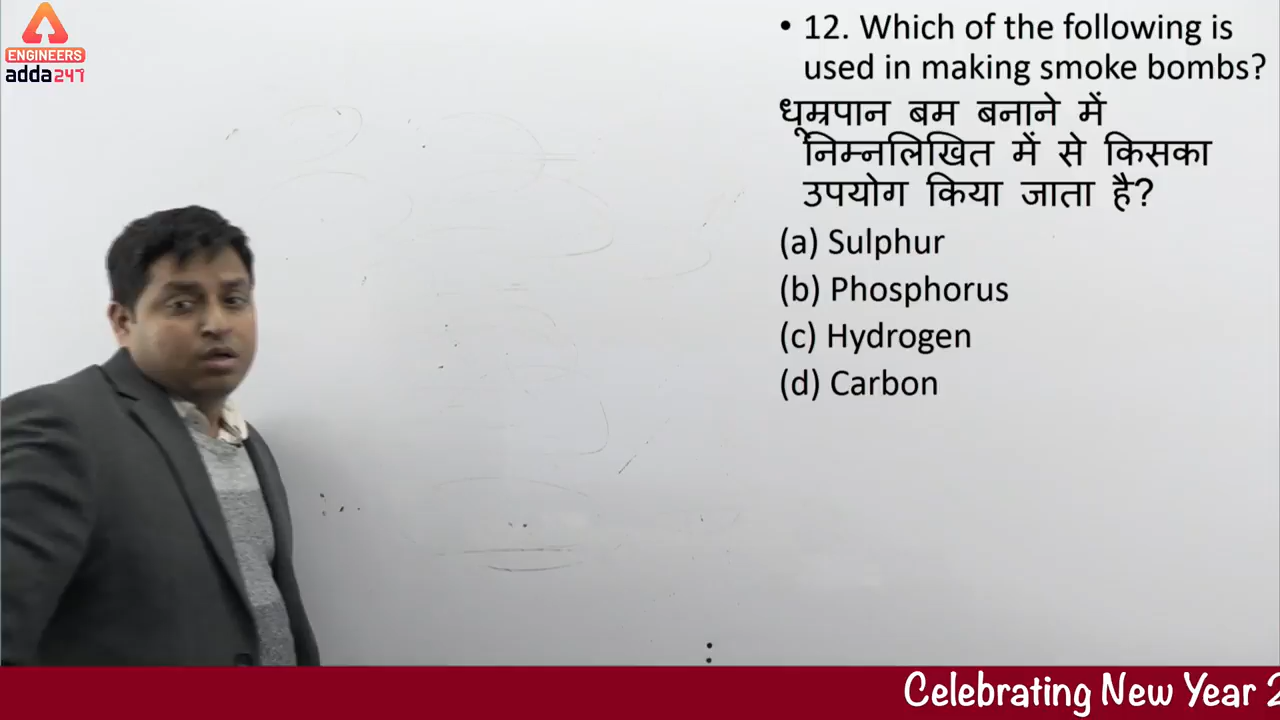 ENGINEERS
adda247
• 12. Which of the following is
used in making smoke bombs?
धूम्रपान बम बनाने में
निम्नलिखित में से किसका
उपयोग किया जाता है?
(a) Sulphur
(b) Phosphorus
(c) Hydrogen
(d) Carbon
Celebrating New Year 2